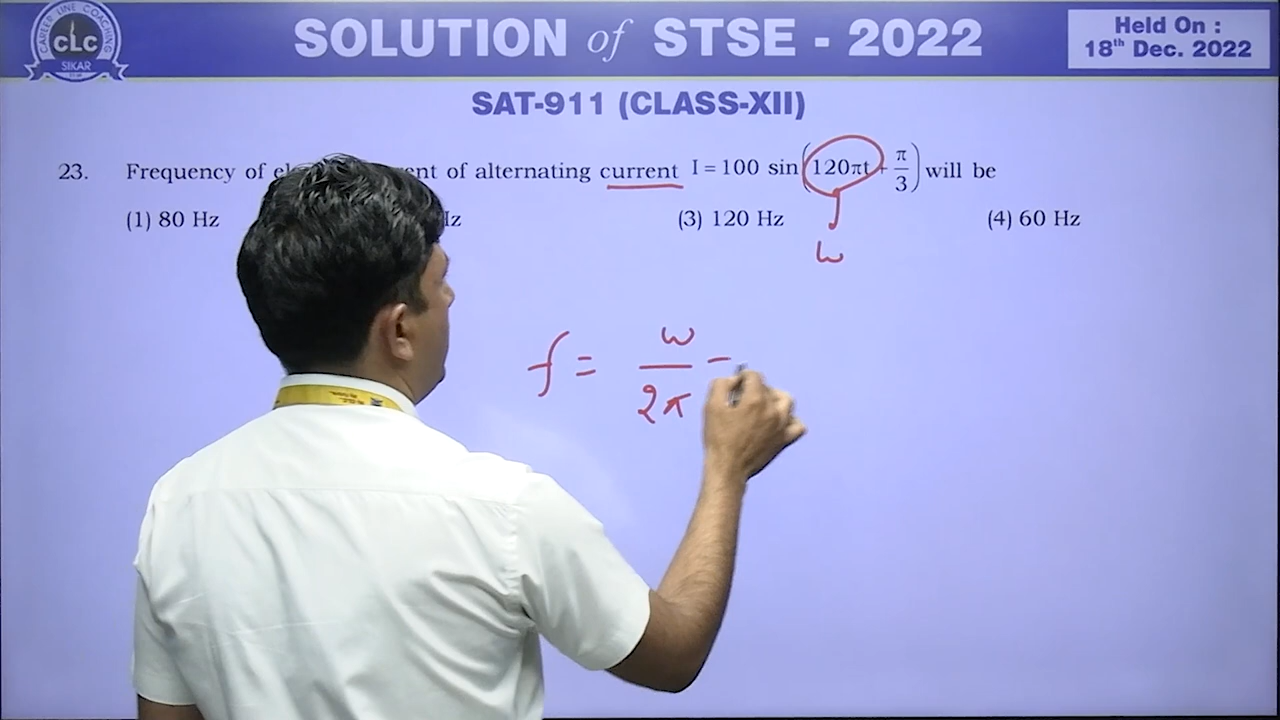 CAREER LINE COACHING
CLC
SIKAR
SOLUTION of STSE - 2022
Held On :
18th Dec. 2022
SAT-911 (CLASS-XII)
23. Frequency of nt of alternating current I = 100 sin(120πt + π/3) will be
(1) 80 Hz Hz (3) 120 Hz (4) 60 Hz
ω
f = ω/2π =